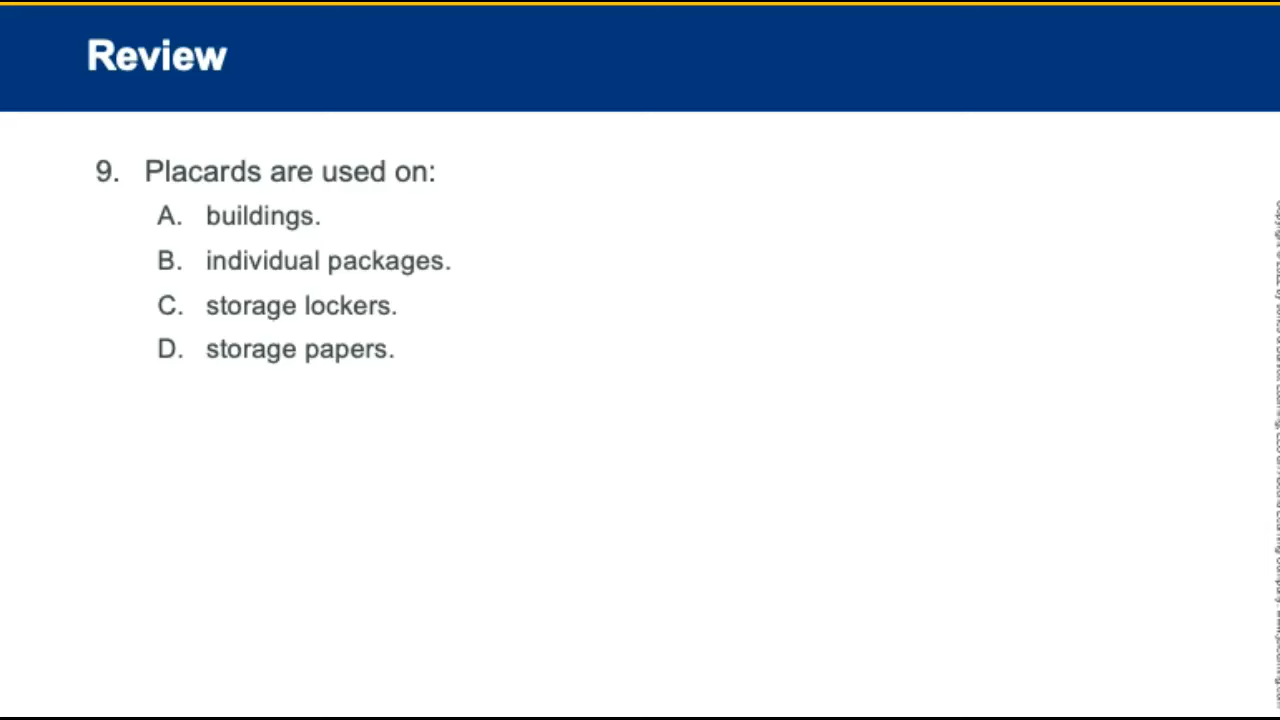 Review
9. Placards are used on:
A. buildings.
B. individual packages.
C. storage lockers.
D. storage papers.